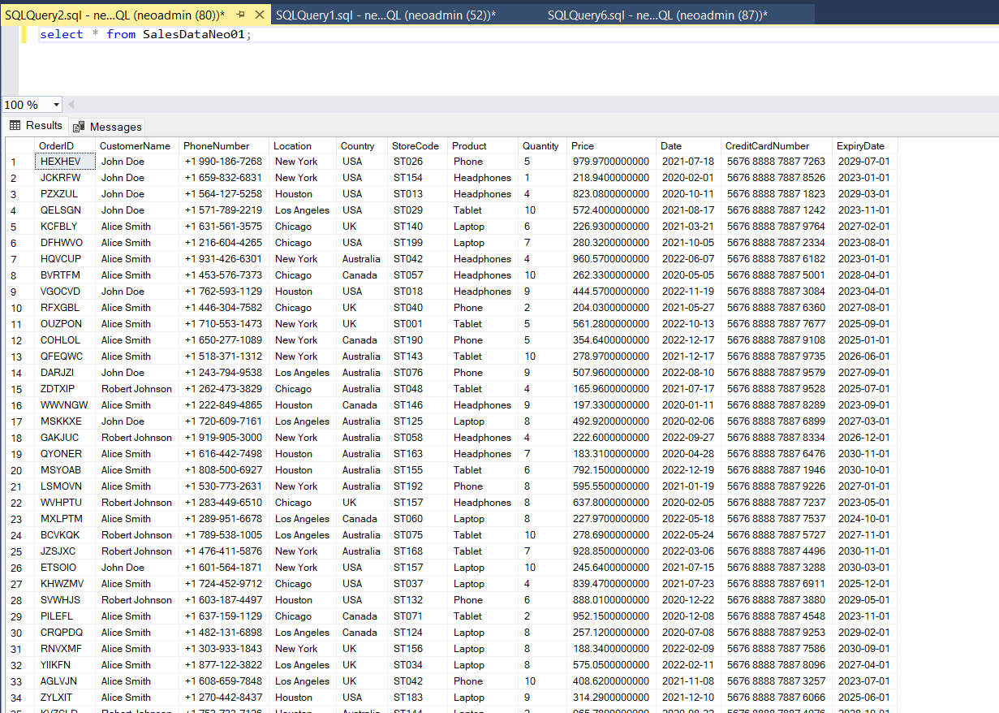 SQLQuery2.sql - ne...QL (neoadmin (80))* SQLQuery1.sql - ne...QL (neoadmin (52))* SQLQuery6.sql - ne...QL (neoadmin (87))*
select * from SalesDataNeo01;
100 %
Results Messages
OrderID CustomerName PhoneNumber Location Country StoreCode Product Quantity Price Date CreditCardNumber ExpiryDate
1 HEXHEV John Doe +1 990-186-7268 New York USA ST026 Phone 5 979.9700000000 2021-07-18 5676 8888 7887 7263 2029-07-01
2 JCKRFW John Doe +1 659-832-6831 New York USA ST154 Headphones 1 218.9400000000 2020-02-01 5676 8888 7887 8526 2023-01-01
3 PZXZUL John Doe +1 564-127-5258 Houston USA ST013 Headphones 4 823.0800000000 2020-10-11 5676 8888 7887 1823 2029-03-01
4 QELSGN John Doe +1 571-789-2219 Los Angeles USA ST029 Tablet 10 572.4000000000 2021-08-17 5676 8888 7887 1242 2023-11-01
5 KCFBLY Alice Smith +1 631-561-3575 Chicago UK ST140 Laptop 6 226.9300000000 2021-03-21 5676 8888 7887 9764 2027-02-01
6 DFHWVO Alice Smith +1 216-604-4265 Chicago USA ST199 Laptop 7 280.3200000000 2021-10-05 5676 8888 7887 2334 2023-08-01
7 HQVCUP Alice Smith +1 931-426-6301 New York Australia ST042 Headphones 4 960.5700000000 2022-06-07 5676 8888 7887 6182 2023-01-01
8 BVRTFM Alice Smith +1 453-576-7373 Chicago Canada ST057 Headphones 10 262.3300000000 2020-05-05 5676 8888 7887 5001 2028-04-01
9 VGOCVD John Doe +1 762-593-1129 Houston USA ST018 Headphones 9 444.5700000000 2022-11-19 5676 8888 7887 3084 2023-04-01
10 RFXGBL Alice Smith +1 446-304-7582 Chicago UK ST040 Phone 2 204.0300000000 2021-05-27 5676 8888 7887 6360 2027-08-01
11 OUZPON Alice Smith +1 710-553-1473 New York UK ST001 Tablet 5 561.2800000000 2022-10-13 5676 8888 7887 7677 2025-09-01
12 COHLOL Alice Smith +1 650-277-1089 New York Canada ST190 Phone 5 354.6400000000 2022-12-17 5676 8888 7887 9108 2025-01-01
13 QFEQWC Alice Smith +1 518-371-1312 New York Australia ST143 Tablet 10 278.9700000000 2021-12-17 5676 8888 7887 9735 2026-06-01
14 DARJZI John Doe +1 243-794-9538 Los Angeles Australia ST076 Phone 4 507.9600000000 2022-08-10 5676 8888 7887 9579 2027-09-01
15 ZDTXIP Robert Johnson +1 262-473-3829 Chicago Australia ST048 Tablet 4 165.9600000000 2021-07-17 5676 8888 7887 9528 2025-07-01
16 WWVNGW Alice Smith +1 222-849-4865 Houston Canada ST146 Headphones 9 197.3300000000 2020-01-11 5676 8888 7887 8289 2023-09-01
17 MSKKXE John Doe +1 720-609-7161 Los Angeles Australia ST125 Laptop 8 492.9200000000 2020-02-06 5676 8888 7887 6899 2027-03-01
18 GAKJUC Robert Johnson +1 919-905-3000 New York Australia ST058 Headphones 4 222.6000000000 2022-09-27 5676 8888 7887 8334 2026-12-01
19 QYONER Alice Smith +1 616-442-7498 Houston Australia ST163 Headphones 7 183.3100000000 2020-04-28 5676 8888 7887 6476 2030-11-01
20 MSYOAB Alice Smith +1 808-500-6927 Houston Australia ST155 Tablet 6 792.1500000000 2022-12-19 5676 8888 7887 1946 2030-10-01
21 LSMOVN Alice Smith +1 530-773-2631 New York Australia ST192 Phone 8 595.5500000000 2021-01-19 5676 8888 7887 9226 2027-01-01
22 WVHPTU Robert Johnson +1 283-449-6510 Chicago UK ST157 Headphones 8 637.8000000000 2020-02-05 5676 8888 7887 7237 2023-05-01
23 MXLPTM Alice Smith +1 289-951-6678 Los Angeles Canada ST060 Laptop 8 227.9700000000 2022-05-18 5676 8888 7887 7537 2024-10-01
24 BCVKQK Robert Johnson +1 789-538-1005 Los Angeles Australia ST075 Tablet 10 278.6900000000 2022-05-24 5676 8888 7887 5727 2027-11-01
25 JZSJXC Robert Johnson +1 476-411-5876 New York Australia ST168 Tablet 7 928.8500000000 2022-03-06 5676 8888 7887 4496 2030-11-01
26 ETSOIO John Doe +1 601-564-1871 New York USA ST157 Laptop 10 245.6400000000 2021-07-15 5676 8888 7887 3288 2030-03-01
27 KHWZMV Alice Smith +1 724-452-9712 Chicago USA ST037 Laptop 4 839.4700000000 2021-07-23 5676 8888 7887 6911 2025-12-01
28 SVWHJS Robert Johnson +1 603-187-4497 Houston USA ST132 Phone 6 888.0100000000 2020-12-22 5676 8888 7887 3880 2029-05-01
29 PILEFL Alice Smith +1 637-159-1129 Chicago Canada ST071 Tablet 2 952.1500000000 2020-12-08 5676 8888 7887 4548 2023-11-01
30 CRQPDQ Alice Smith +1 482-131-6898 Los Angeles Canada ST124 Laptop 8 257.1200000000 2020-07-08 5676 8888 7887 9253 2029-02-01
31 RNVXMF Alice Smith +1 303-933-1843 New York UK ST156 Laptop 8 188.3400000000 2022-02-09 5676 8888 7887 7586 2030-09-01
32 YIIKFN Alice Smith +1 877-122-3822 Los Angeles UK ST034 Laptop 8 575.0500000000 2022-02-11 5676 8888 7887 8096 2027-04-01
33 AGLVJN Alice Smith +1 608-659-7848 Los Angeles UK ST042 Phone 10 408.6200000000 2021-11-08 5676 8888 7887 3257 2023-07-01
34 ZYLXIT Alice Smith +1 270-442-8437 Houston USA ST183 Laptop 9 314.2900000000 2021-12-10 5676 8888 7887 6066 2025-06-01